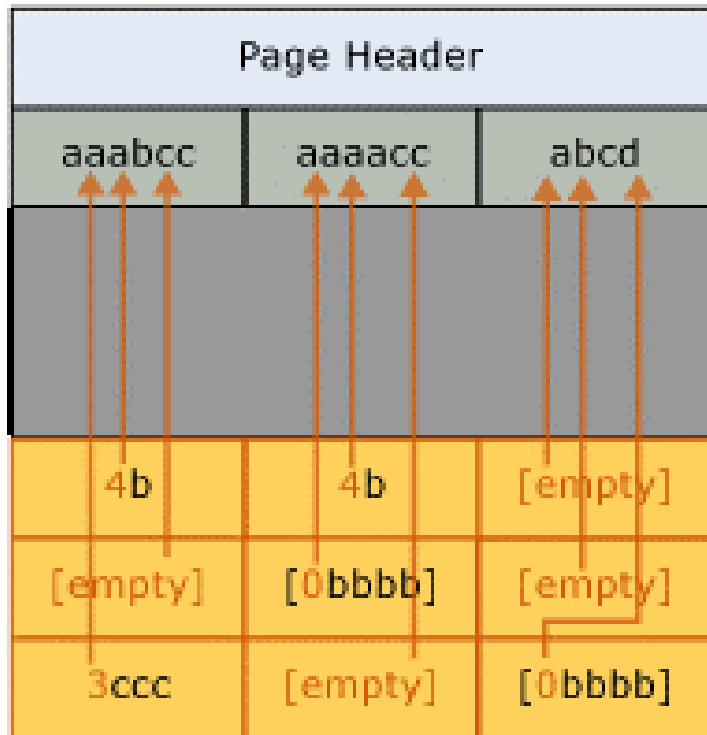 Page Header
aaabcc aaaacc abcd
4b 4b [empty]
[empty] [0bbbb] [empty]
3ccc [empty] [0bbbb]